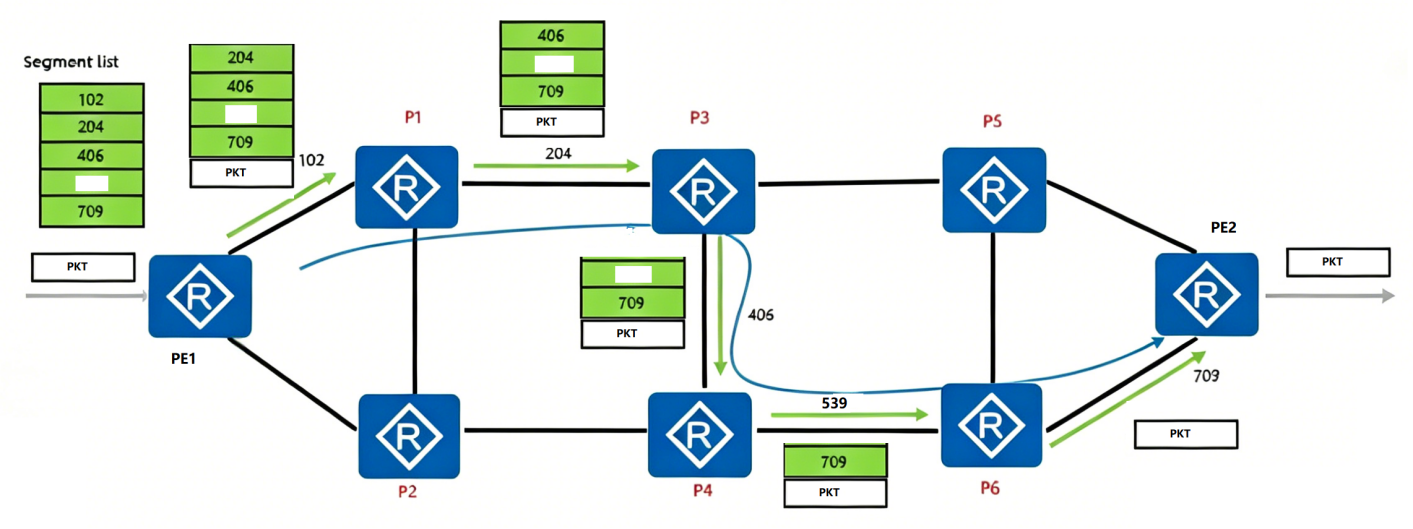 Segment list
102
204
406
709
PKT
204
406
709
PKT
102
406
709
PKT
P1
204
P3
P5
PE1
709
PKT
406
PE2
PKT
P2
P4
539
709
PKT
P6
709
PKT
R
R
R
R
R
R
R
R